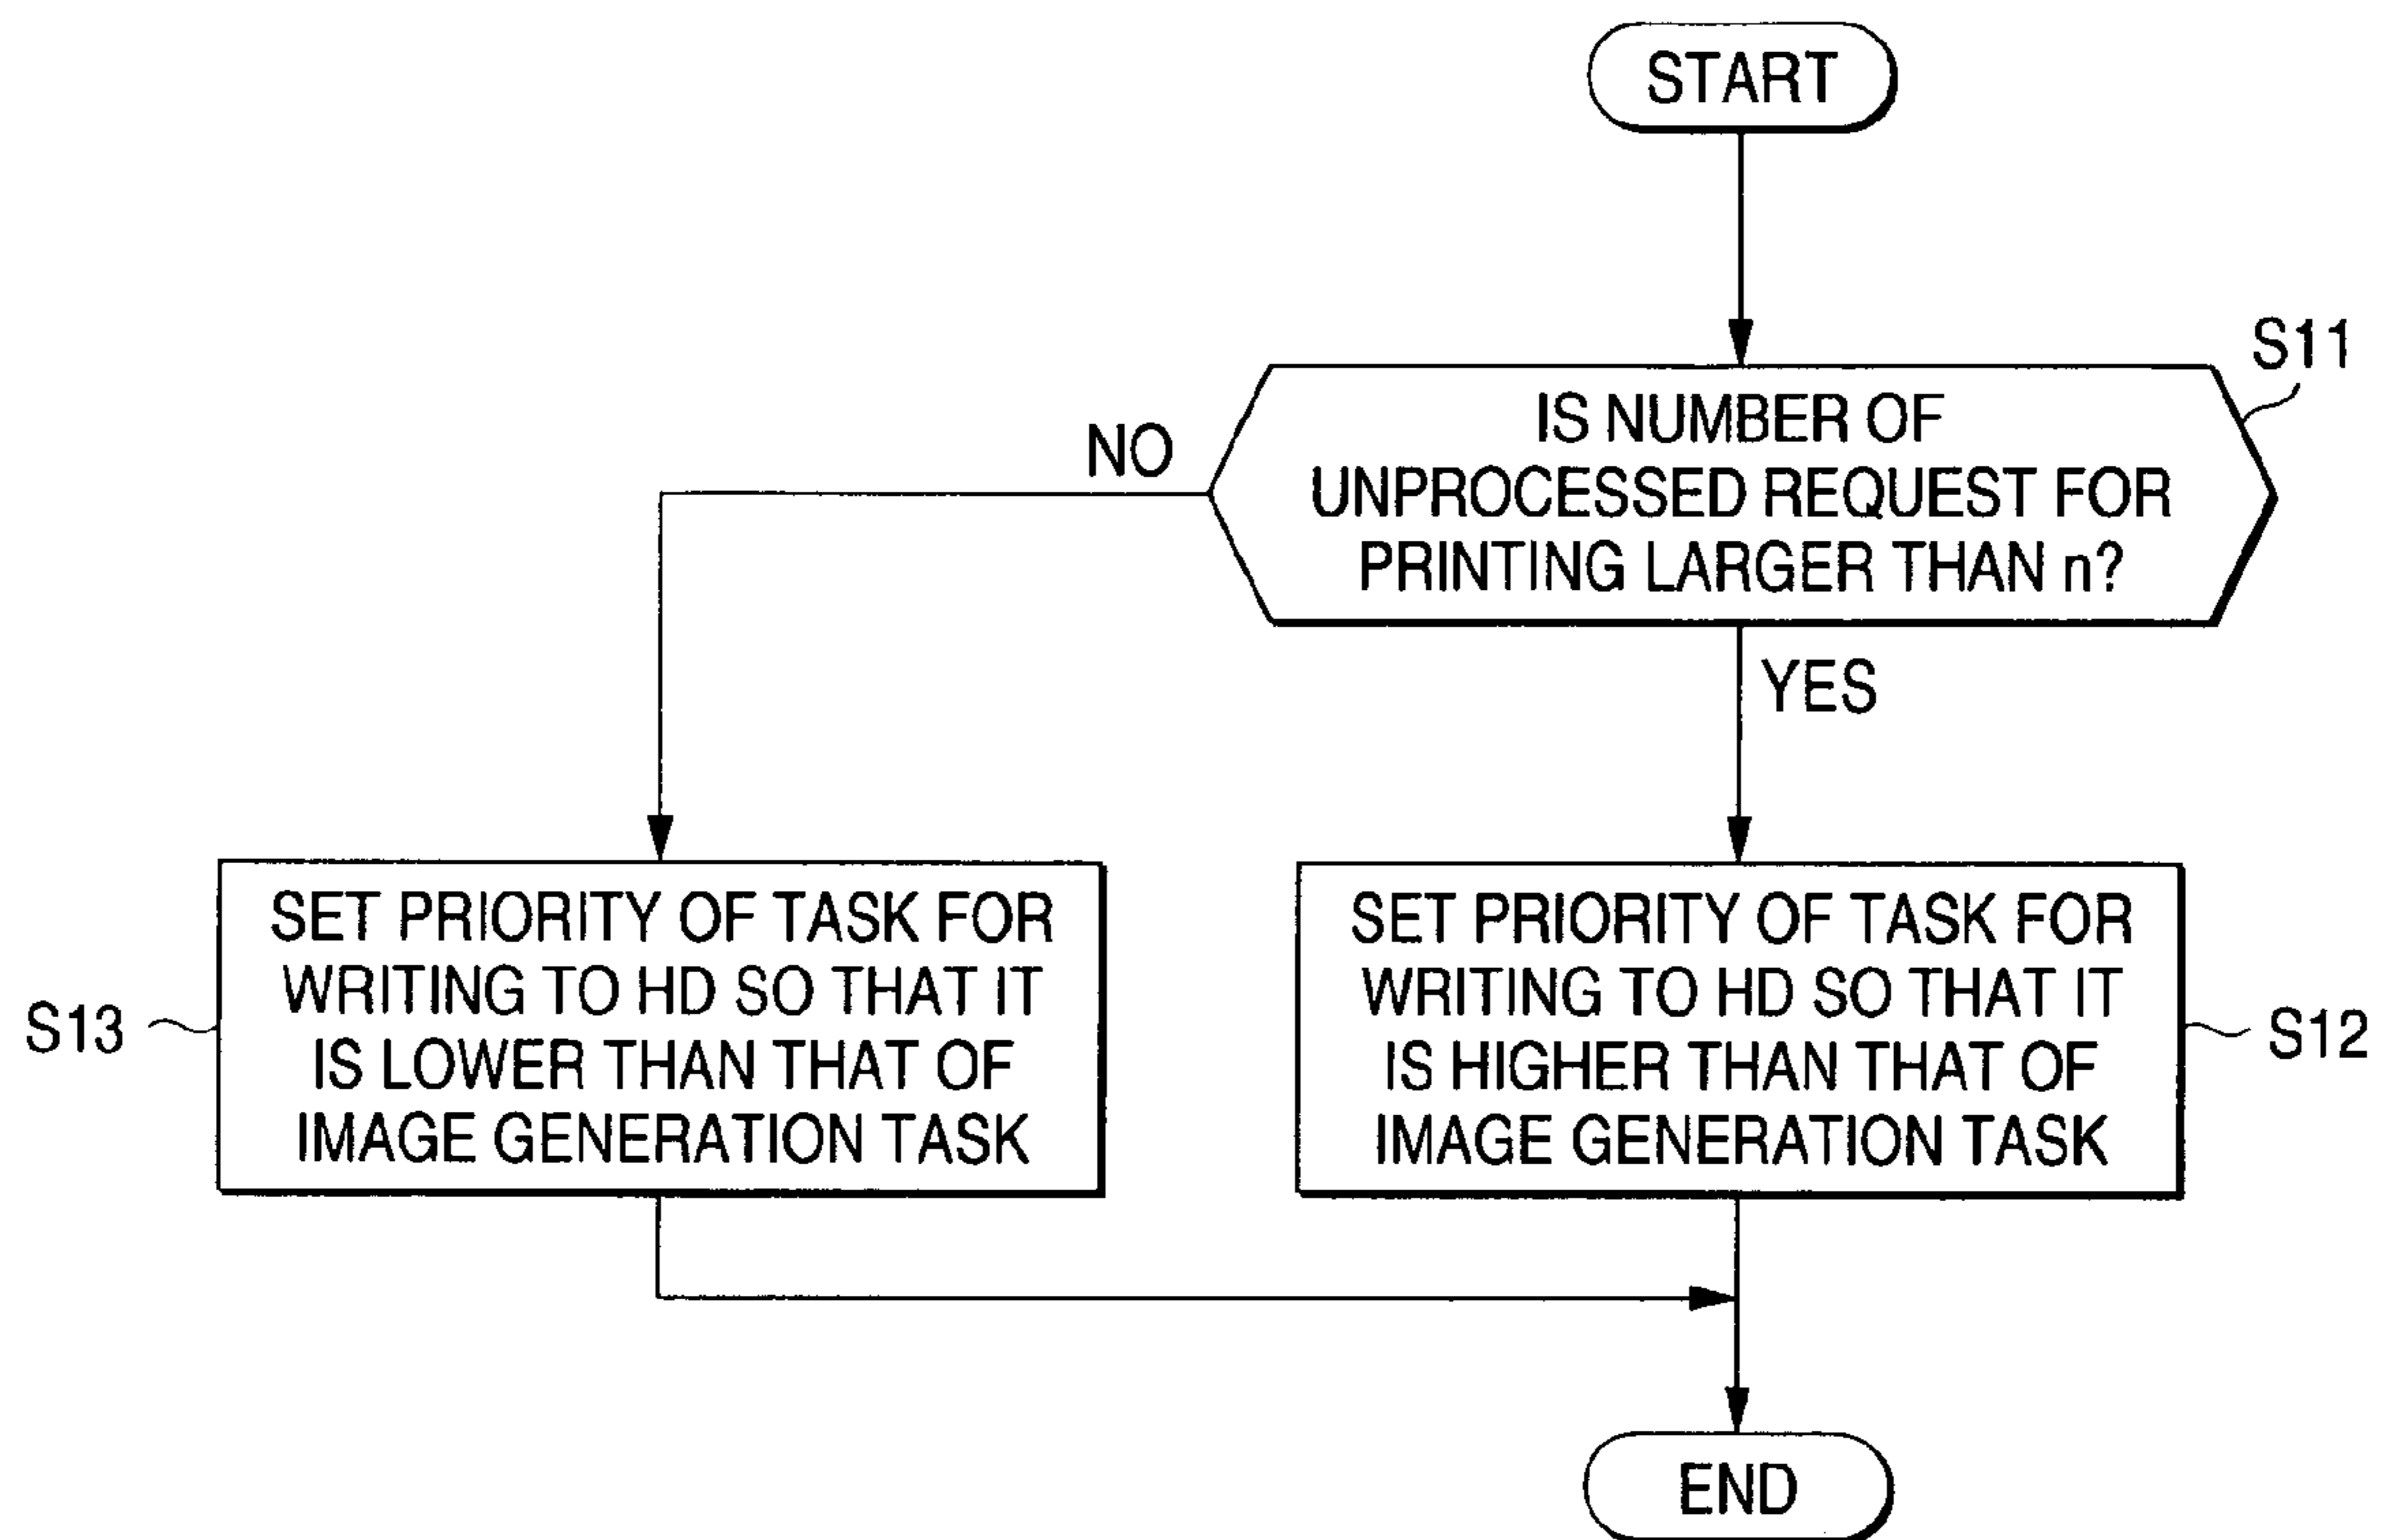 START
S11
IS NUMBER OF
UNPROCESSED REQUEST FOR
PRINTING LARGER THAN n?
NO
YES
S13
SET PRIORITY OF TASK FOR
WRITING TO HD SO THAT IT
IS LOWER THAN THAT OF
IMAGE GENERATION TASK
SET PRIORITY OF TASK FOR
WRITING TO HD SO THAT IT
IS HIGHER THAN THAT OF
IMAGE GENERATION TASK
S12
END